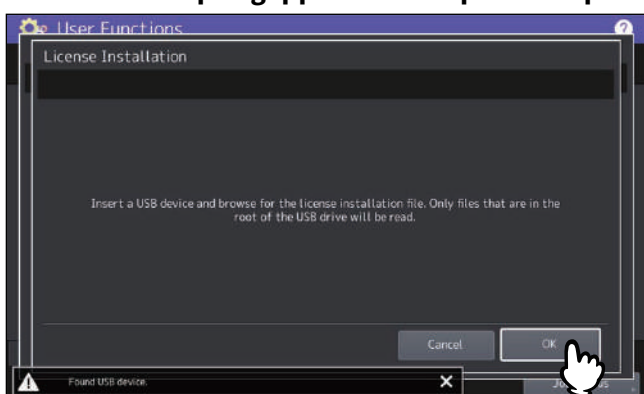 User Functions
?
License Installation
Insert a USB device and browse for the license installation file. Only files that are in the
root of the USB drive will be read.
Cancel
OK
Found USB device.